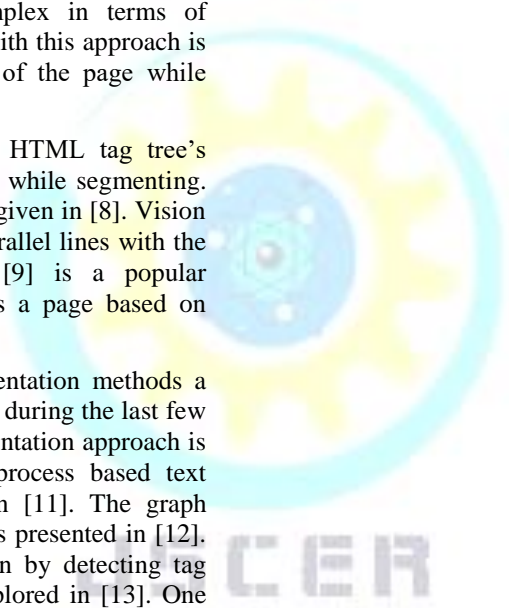 nplex in terms of
ith this approach is
of the page while
HTML tag tree's
while segmenting.
given in [8]. Vision
rallel lines with the
[9] is a popular
s a page based on
entation methods a
during the last few
ntation approach is
process based text
n [11]. The graph
s presented in [12].
n by detecting tag
plored in [13]. One
IJSCER